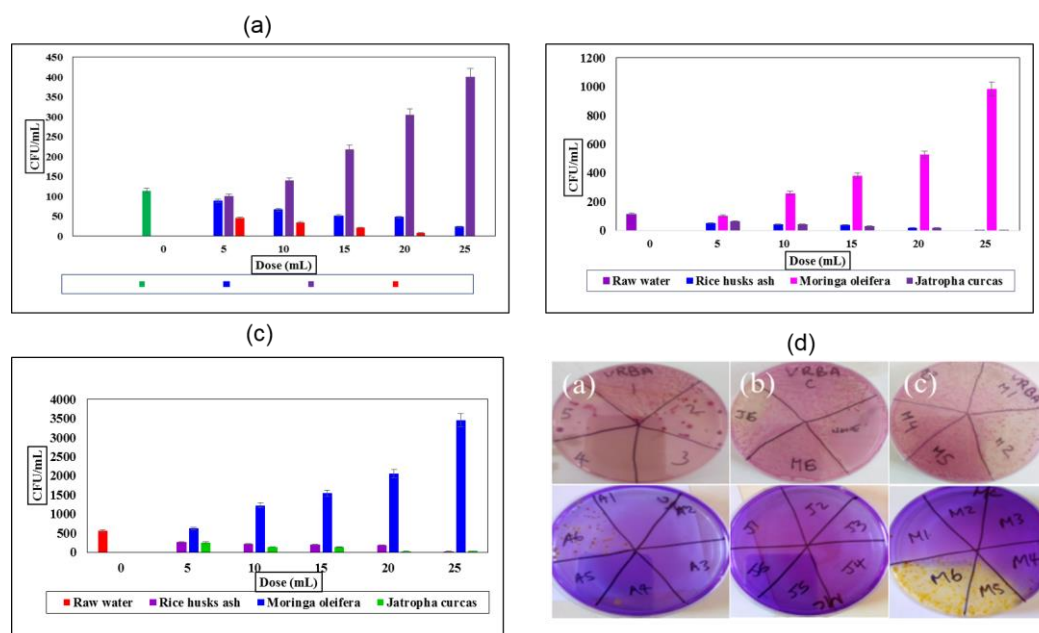 (a)
450
400
350
300
250
200
150
100
50
0
CFU/mL
0 5 10 15 20 25
Dose (mL)
1200
1000
800
600
400
200
0
CFU/mL
0 5 10 15 20 25
Dose (mL)
Raw water Rice husks ash Moringa oleifera Jatropha curcas
(c)
4000
3500
3000
2500
2000
1500
1000
500
0
CFU/mL
0 5 10 15 20 25
Dose (mL)
Raw water Rice husks ash Moringa oleifera Jatropha curcas
(d)
(a)
VRBA
1
5 2
4 3
(b)
VRBA
C
J6
M6
(c)
VRBA
M1
M4 M2
M5
A1 A2
A6
A5 A3
A4
J1 J2
J3
J6 J4
J5
M2 M3
M1 M4
M6 M5